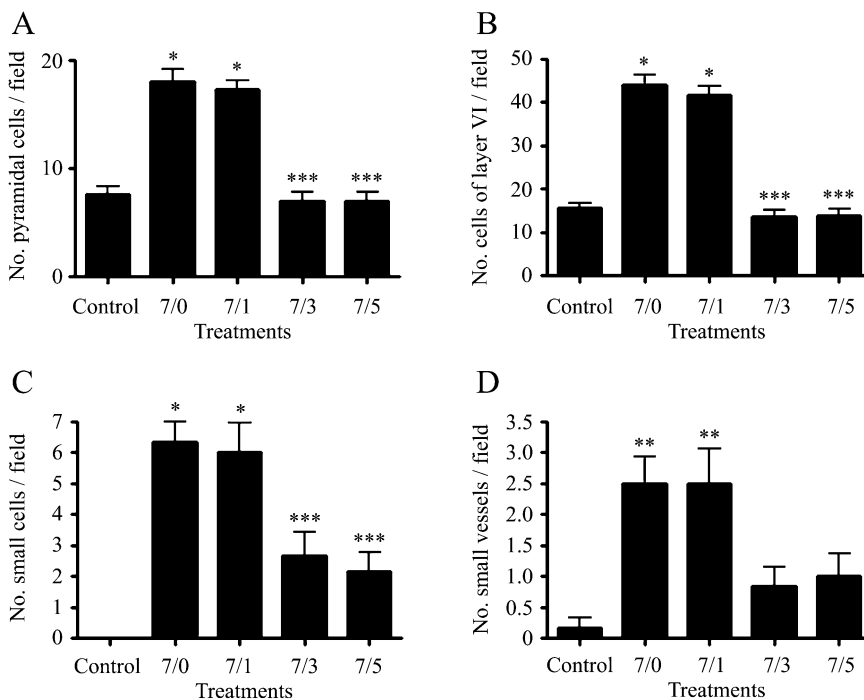 A
No. pyramidal cells / field
20
10
0
* * *** ***
Control 7/0 7/1 7/3 7/5
Treatments
B
No. cells of layer VI / field
50
40
30
20
10
0
* * *** ***
Control 7/0 7/1 7/3 7/5
Treatments
C
No. small cells / field
7
6
5
4
3
2
1
0
* * *** ***
Control 7/0 7/1 7/3 7/5
Treatments
D
No. small vessels / field
3.5
3.0
2.5
2.0
1.5
1.0
0.5
0
** **
Control 7/0 7/1 7/3 7/5
Treatments